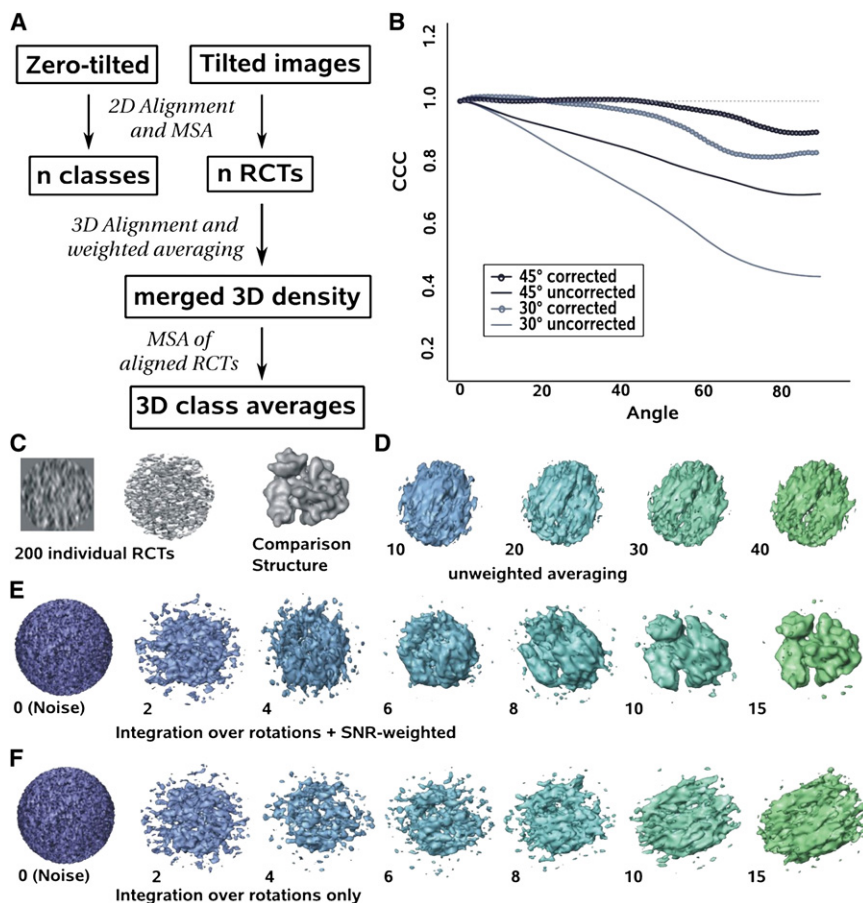 A
Zero-tilted
Tilted images
2D Alignment
and MSA
n classes
n RCTs
3D Alignment and
weighted averaging
merged 3D density
MSA of
aligned RCTs
3D class averages
B
1.2
1.0
0.8
0.6
0.4
0.2
CCC
45° corrected
45° uncorrected
30° corrected
30° uncorrected
0
20
40
60
80
Angle
C
200 individual RCTs
Comparison
Structure
D
10
20
30
40
unweighted averaging
E
0 (Noise)
2
4
6
8
10
15
Integration over rotations + SNR-weighted
F
0 (Noise)
2
4
6
8
10
15
Integration over rotations only